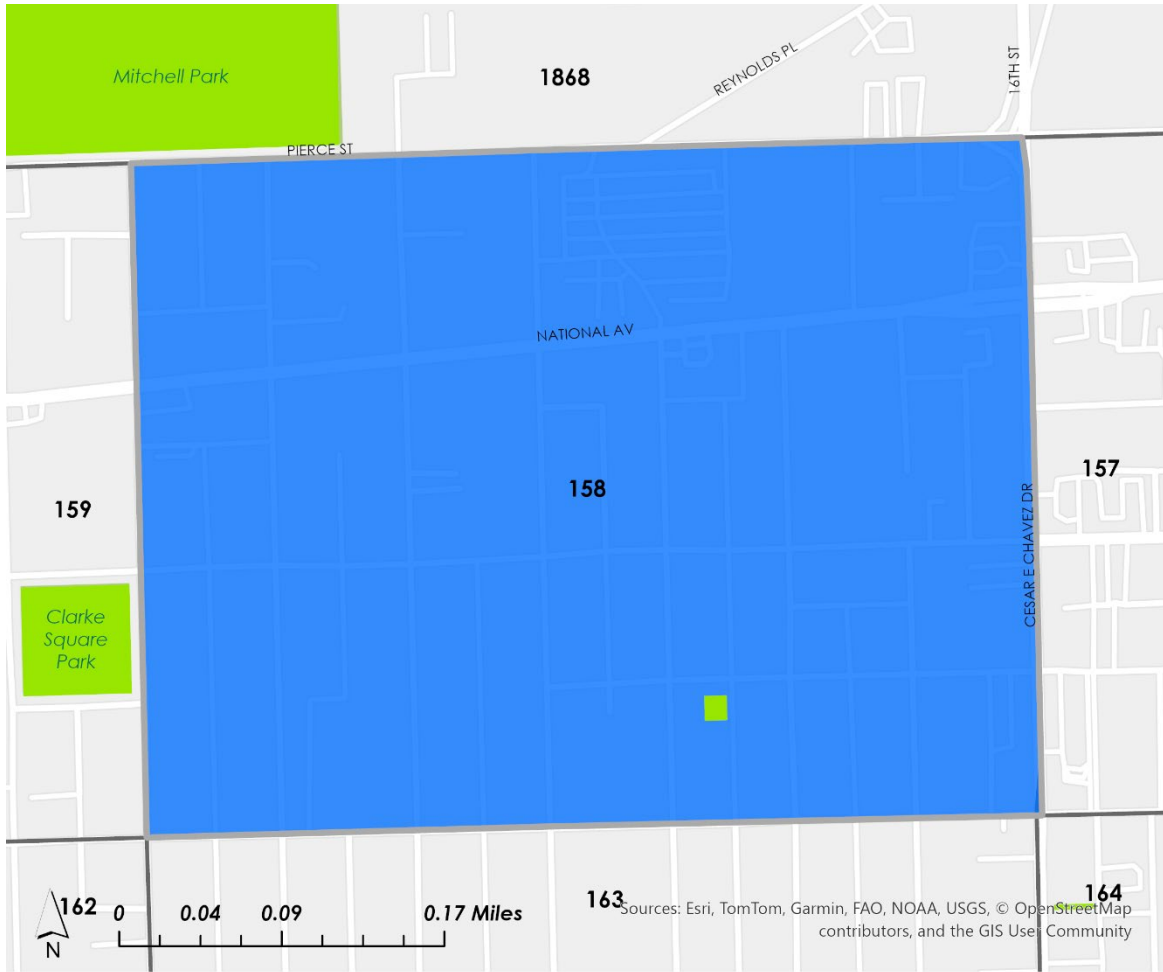 Mitchell Park
1868
REYNOLDS PL
16TH ST
PIERCE ST
NATIONAL AV
158
157
159
CESAR E CHAVEZ DR
Clarke
Square
Park
162
0 0.04 0.09 0.17 Miles
N
163
164
Sources: Esri, TomTom, Garmin, FAO, NOAA, USGS, © OpenStreetMap
contributors, and the GIS User Community